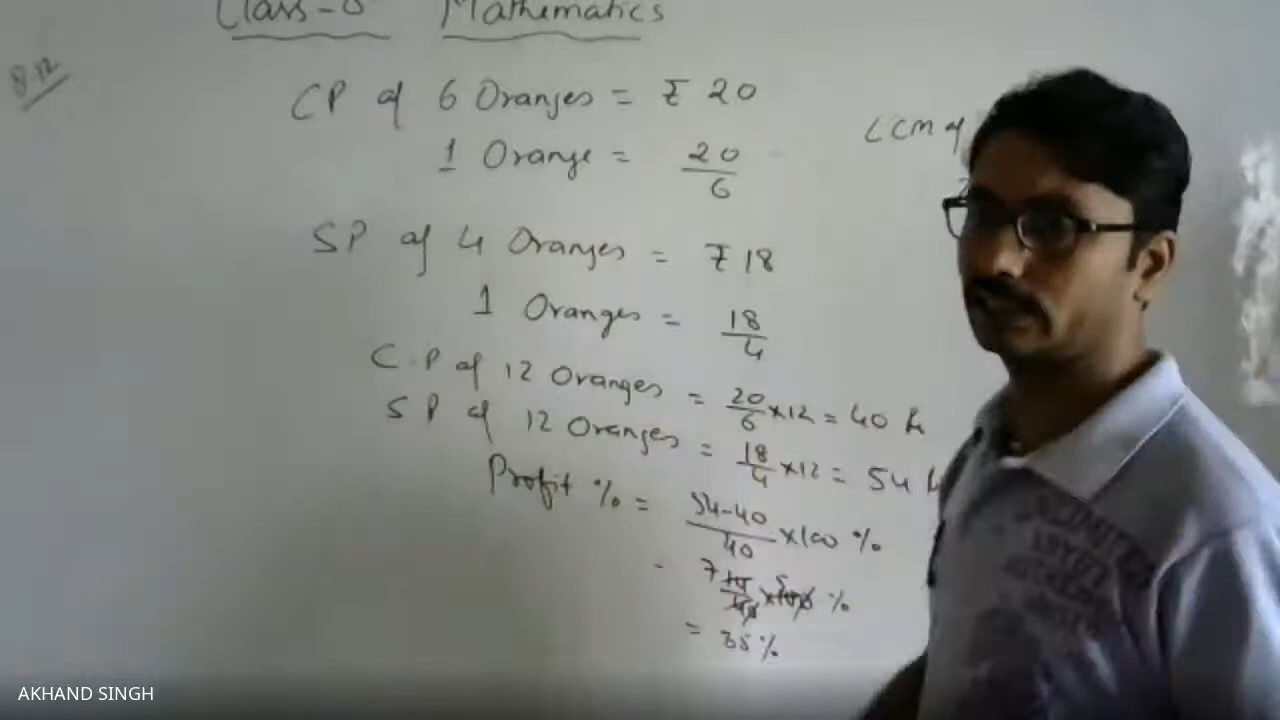 Class-8 Mathematics
8.12
CP of 6 Oranges = ₹ 20
1 Orange = 20/6
LCM of
SP of 4 Oranges = ₹ 18
1 Oranges = 18/4
C.P of 12 Oranges = 20/6 ×12 = 40 Rs
SP of 12 Oranges = 18/4 ×12 = 54
Profit % = 54-40/40 ×100 %
= 35 %
AKHAND SINGH